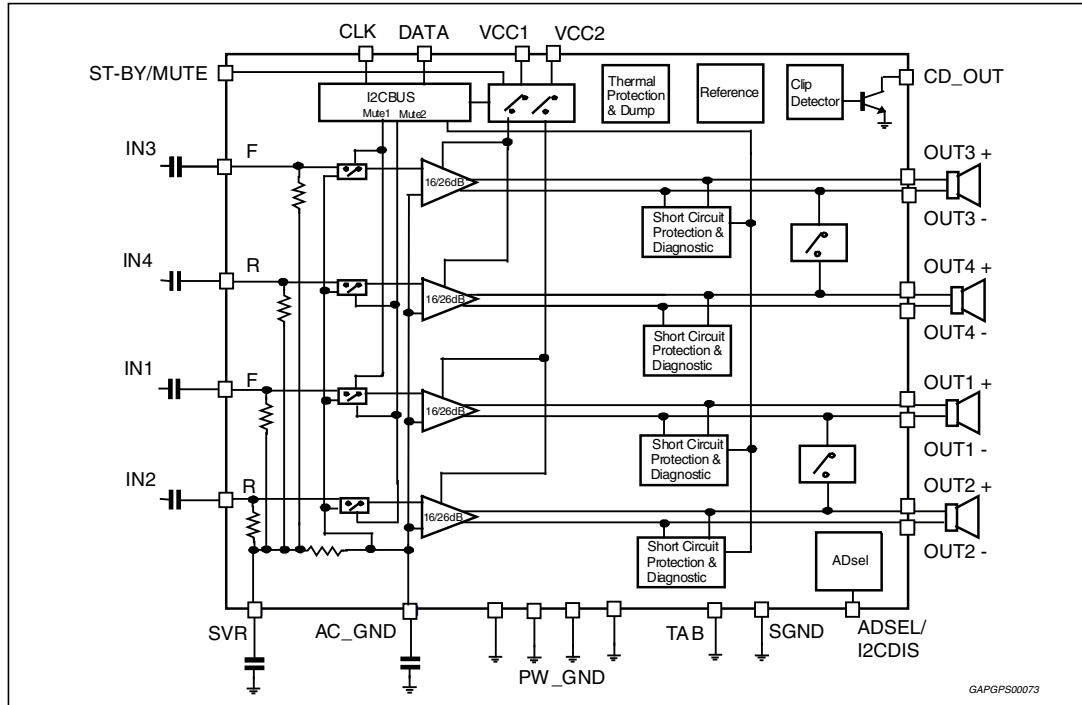 CLK
DATA
VCC1
VCC2
ST-BY/MUTE
I2CBUS
Mute1
Mute2
Thermal
Protection
& Dump
Reference
Clip
Detector
CD_OUT
IN3
F
16/26dB
OUT3 +
Short Circuit
Protection &
Diagnostic
OUT3 -
IN4
R
16/26dB
OUT4 +
Short Circuit
Protection &
Diagnostic
OUT4 -
IN1
F
16/26dB
OUT1 +
Short Circuit
Protection &
Diagnostic
OUT1 -
IN2
R
16/26dB
OUT2 +
Short Circuit
Protection &
Diagnostic
OUT2 -
ADsel
SVR
AC_GND
PW_GND
TAB
SGND
ADSEL/
I2CDIS
GAPGPS00073